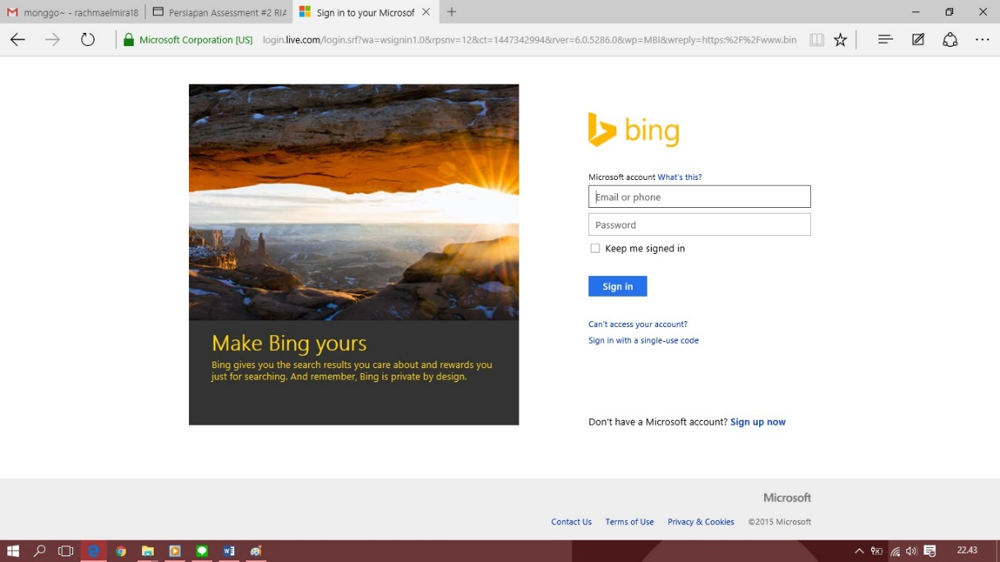 monggo~ - rachmaelmira18
Persiapan Assessment #2 RIA
Sign in to your Microsof
Microsoft Corporation [US]
login.live.com/login.srf?wa=wsignin1.0&rpsnv=12&ct=1447342994&rver=6.0.5286.0&wp=MBI&wreply=https:%2F%2Fwww.bin
bing
Microsoft account What's this?
Email or phone
Password
Keep me signed in
Sign in
Can't access your account?
Sign in with a single-use code
Make Bing yours
Bing gives you the search results you care about and rewards you
just for searching. And remember, Bing is private by design.
Don't have a Microsoft account? Sign up now
Microsoft
Contact Us Terms of Use Privacy & Cookies ©2015 Microsoft
22.43